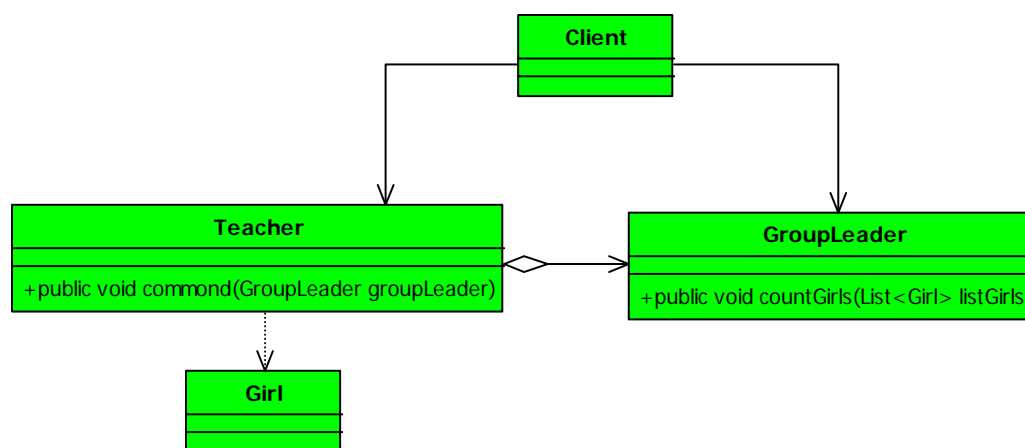 Client
Teacher
+public void commond(GroupLeader groupLeader)
GroupLeader
+public void countGirls(List<Girl> listGirls
Girl